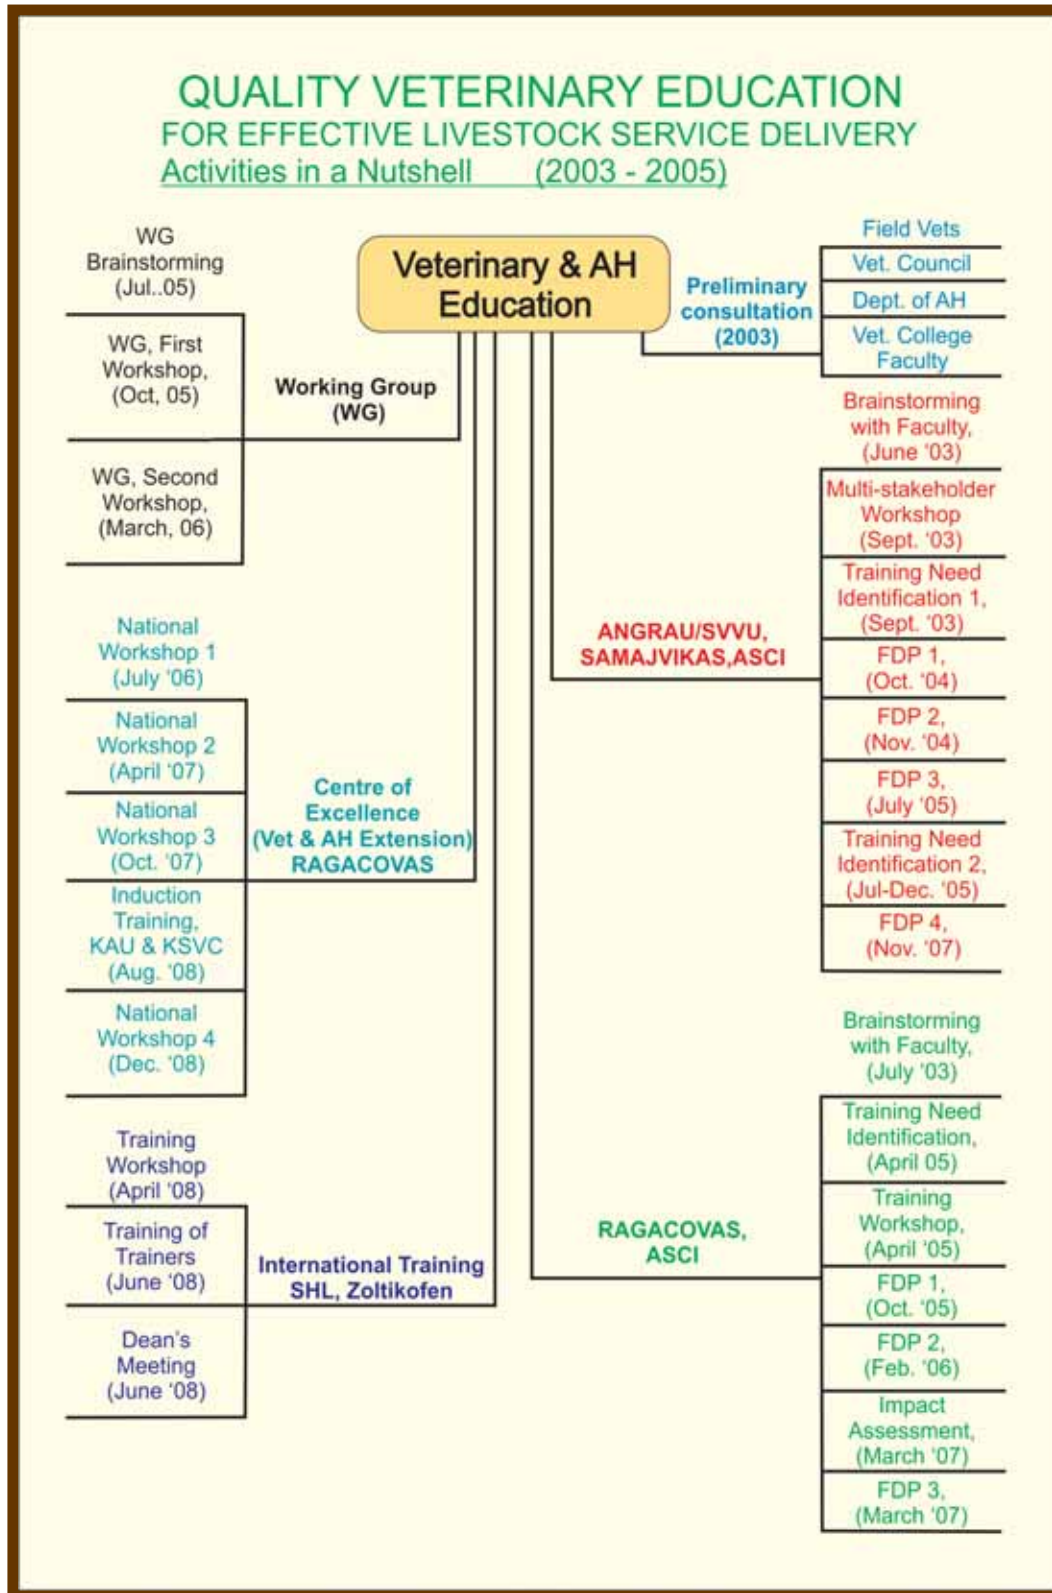 QUALITY VETERINARY EDUCATION
FOR EFFECTIVE LIVESTOCK SERVICE DELIVERY
Activities in a Nutshell (2003 - 2005)
Veterinary & AH
Education
WG
Brainstorming
(Jul..05)
WG, First
Workshop,
(Oct, 05)
WG, Second
Workshop,
(March, 06)
Working Group
(WG)
National
Workshop 1
(July '06)
National
Workshop 2
(April '07)
National
Workshop 3
(Oct. '07)
Induction
Training,
KAU & KSVC
(Aug. '08)
National
Workshop 4
(Dec. '08)
Centre of
Excellence
(Vet & AH Extension)
RAGACOVAS
Training
Workshop
(April '08)
Training of
Trainers
(June '08)
Dean's
Meeting
(June '08)
International Training
SHL, Zoltikofen
Preliminary
consultation
(2003)
Field Vets
Vet. Council
Dept. of AH
Vet. College
Faculty
ANGRAU/SVVU,
SAMAJVIKAS,ASCI
Brainstorming
with Faculty,
(June '03)
Multi-stakeholder
Workshop
(Sept. '03)
Training Need
Identification 1,
(Sept. '03)
FDP 1,
(Oct. '04)
FDP 2,
(Nov. '04)
FDP 3,
(July '05)
Training Need
Identification 2,
(Jul-Dec. '05)
FDP 4,
(Nov. '07)
RAGACOVAS,
ASCI
Brainstorming
with Faculty,
(July '03)
Training Need
Identification,
(April 05)
Training
Workshop,
(April '05)
FDP 1,
(Oct. '05)
FDP 2,
(Feb. '06)
Impact
Assessment,
(March '07)
FDP 3,
(March '07)